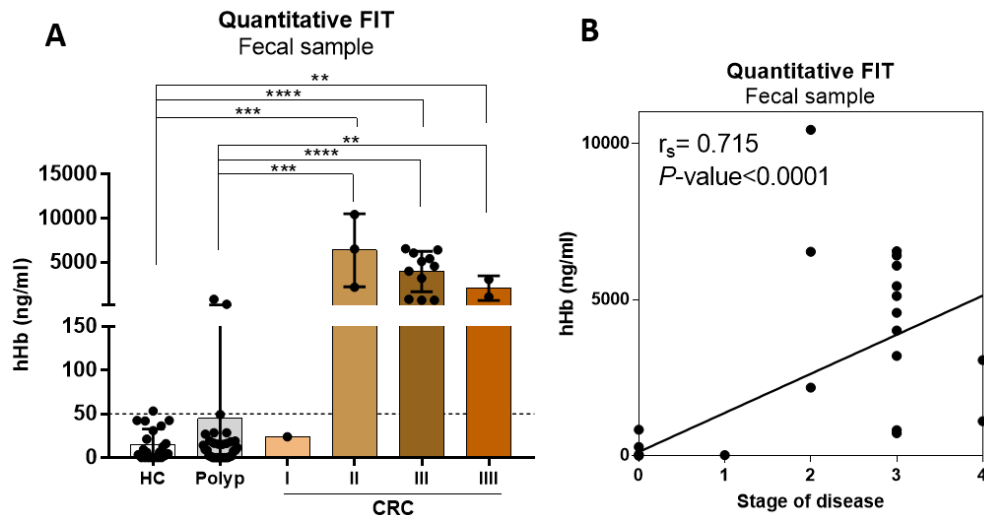 A
Quantitative FIT
Fecal sample
**
****
***
**
****
***
15000
10000
5000
150
100
50
0
hHb (ng/ml)
HC Polyp I II III IIII
CRC
B
Quantitative FIT
Fecal sample
rs= 0.715
P-value<0.0001
10000
5000
0
hHb (ng/ml)
0 1 2 3 4
Stage of disease